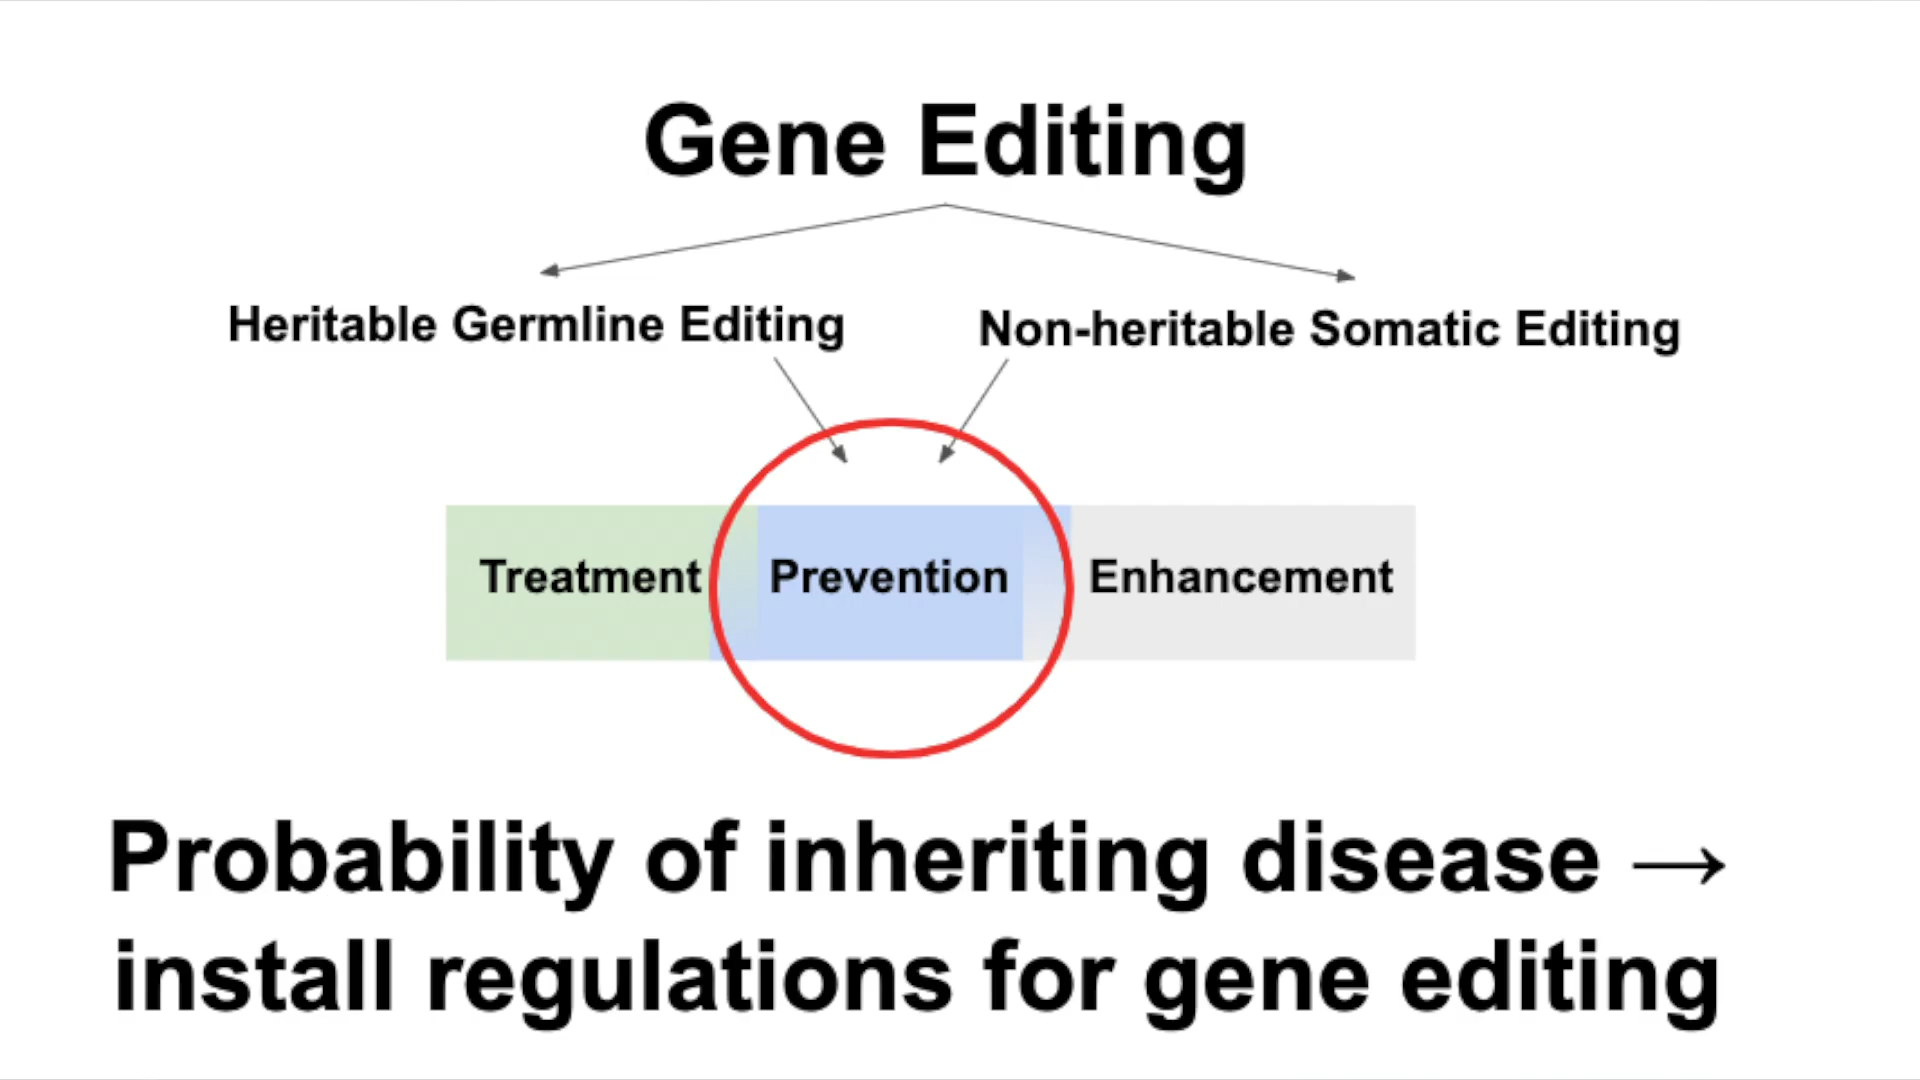 Gene Editing
Heritable Germline Editing
Non-heritable Somatic Editing
Treatment
Prevention
Enhancement
Probability of inheriting disease →
install regulations for gene editing